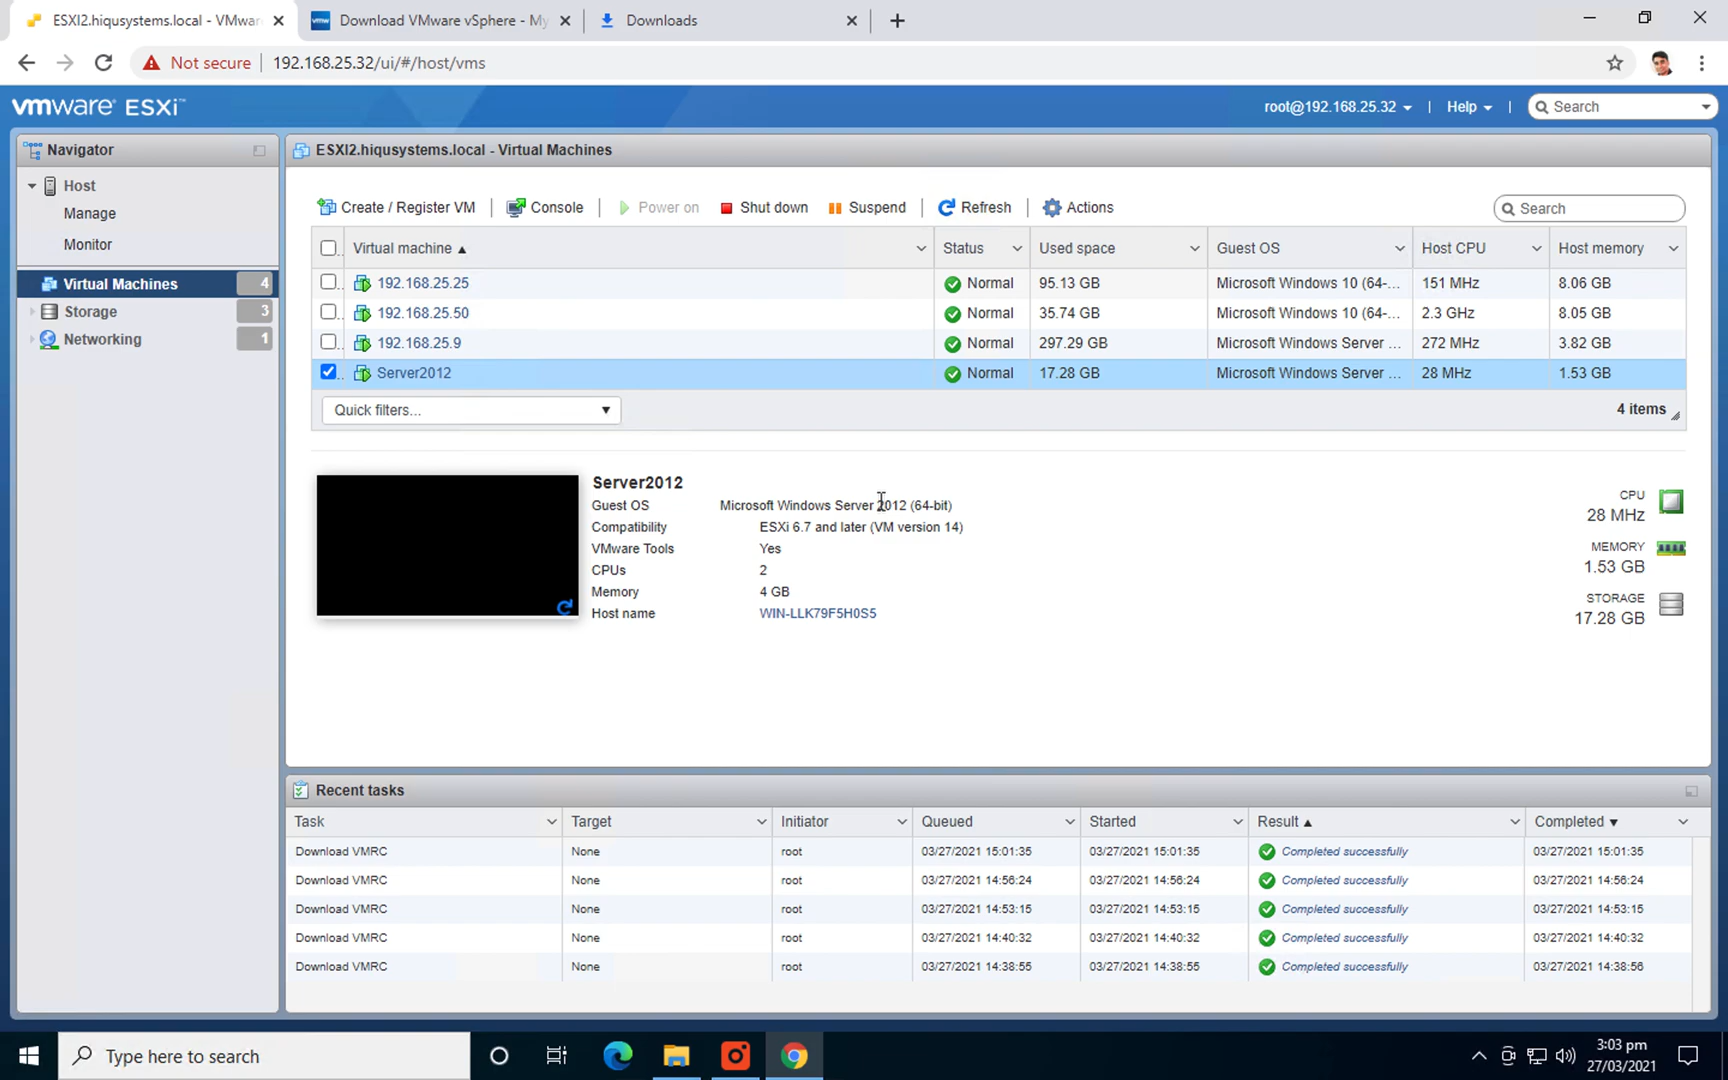 ESXI2.hiqusystems.local - VMwar
Download VMware vSphere - My
Downloads
Not secure
192.168.25.32/ui/#/host/vms
vmware ESXi™
root@192.168.25.32
Help
Search
Navigator
Host
Manage
Monitor
Virtual Machines 4
Storage 3
Networking 1
ESXI2.hiqusystems.local - Virtual Machines
Create / Register VM
Console
Power on
Shut down
Suspend
Refresh
Actions
Search
Virtual machine ▲ Status Used space Guest OS Host CPU Host memory
192.168.25.25 Normal 95.13 GB Microsoft Windows 10 (64-... 151 MHz 8.06 GB
192.168.25.50 Normal 35.74 GB Microsoft Windows 10 (64-... 2.3 GHz 8.05 GB
192.168.25.9 Normal 297.29 GB Microsoft Windows Server ... 272 MHz 3.82 GB
Server2012 Normal 17.28 GB Microsoft Windows Server ... 28 MHz 1.53 GB
Quick filters...
4 items
Server2012
Guest OS Microsoft Windows Server 2012 (64-bit)
Compatibility ESXi 6.7 and later (VM version 14)
VMware Tools Yes
CPUs 2
Memory 4 GB
Host name WIN-LLK79F5H0S5
CPU
28 MHz
MEMORY
1.53 GB
STORAGE
17.28 GB
Recent tasks
Task Target Initiator Queued Started Result ▲ Completed ▼
Download VMRC None root 03/27/2021 15:01:35 03/27/2021 15:01:35 Completed successfully 03/27/2021 15:01:35
Download VMRC None root 03/27/2021 14:56:24 03/27/2021 14:56:24 Completed successfully 03/27/2021 14:56:24
Download VMRC None root 03/27/2021 14:53:15 03/27/2021 14:53:15 Completed successfully 03/27/2021 14:53:15
Download VMRC None root 03/27/2021 14:40:32 03/27/2021 14:40:32 Completed successfully 03/27/2021 14:40:32
Download VMRC None root 03/27/2021 14:38:55 03/27/2021 14:38:55 Completed successfully 03/27/2021 14:38:56
Type here to search
3:03 pm
27/03/2021